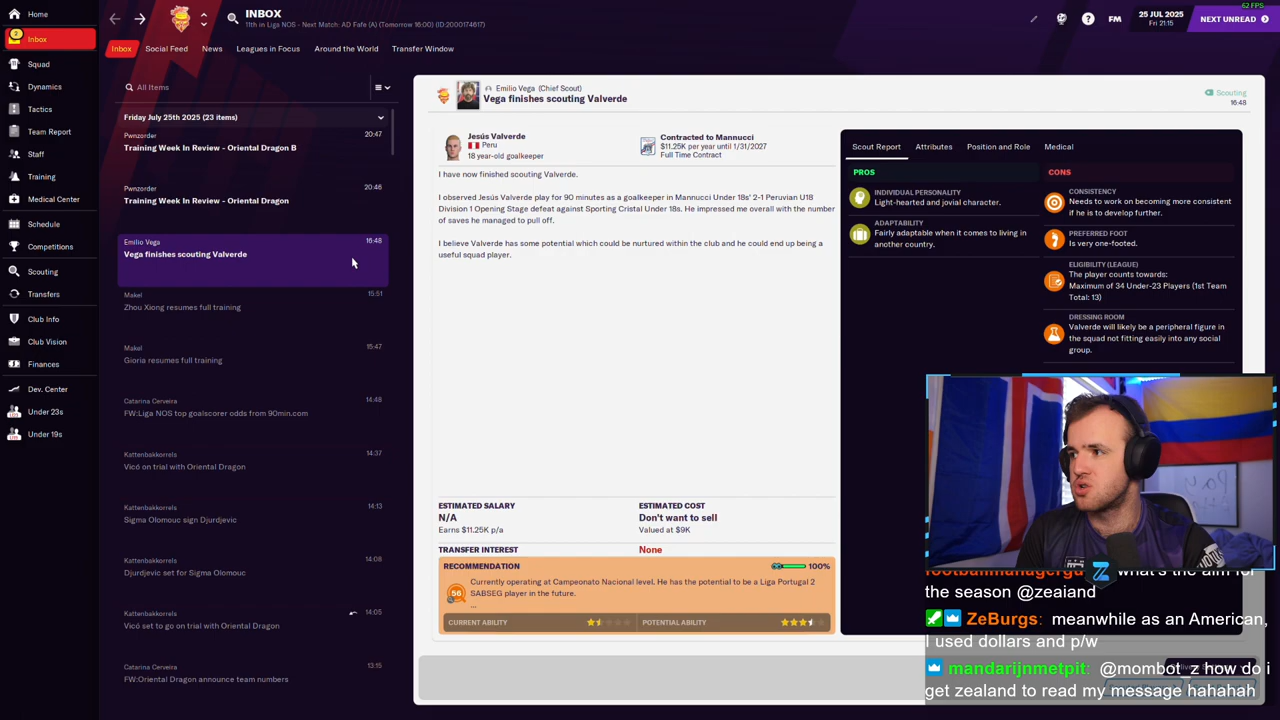 62 FPS
Home
Inbox
2
Squad
Dynamics
Tactics
Team Report
Staff
Training
Medical Center
Schedule
Competitions
Scouting
Transfers
Club Info
Club Vision
Finances
Dev. Center
Under 23s
Under 19s
INBOX
11th in Liga NOS - Next Match: AD Fafe (A) (Tomorrow 16:00) (ID:2000174617)
FM
25 JUL 2025
Fri 21:15
NEXT UNREAD
Inbox
Social Feed
News
Leagues in Focus
Around the World
Transfer Window
All Items
Friday July 25th 2025 (23 items)
Pwnzorder
20:47
Training Week In Review - Oriental Dragon B
Pwnzorder
20:46
Training Week In Review - Oriental Dragon
Emilio Vega
16:48
Vega finishes scouting Valverde
Makel
15:51
Zhou Xiong resumes full training
Makel
15:47
Gioria resumes full training
Catarina Cerveira
14:48
FW:Liga NOS top goalscorer odds from 90min.com
Kattenbakkorrels
14:37
Vicó on trial with Oriental Dragon
Kattenbakkorrels
14:13
Sigma Olomouc sign Djurdjevic
Kattenbakkorrels
14:08
Djurdjevic set for Sigma Olomouc
Kattenbakkorrels
14:05
Vicó set to go on trial with Oriental Dragon
Catarina Cerveira
13:15
FW:Oriental Dragon announce team numbers
Emilio Vega (Chief Scout)
Vega finishes scouting Valverde
Scouting
16:48
Jesús Valverde
Peru
18 year-old goalkeeper
Contracted to Mannucci
$11.25K per year until 1/31/2027
Full Time Contract
I have now finished scouting Valverde.
I observed Jesús Valverde play for 90 minutes as a goalkeeper in Mannucci Under 18s' 2-1 Peruvian U18
Division 1 Opening Stage defeat against Sporting Cristal Under 18s. He impressed me overall with the number
of saves he managed to pull off.
I believe Valverde has some potential which could be nurtured within the club and he could end up being a
useful squad player.
ESTIMATED SALARY
N/A
Earns $11.25K p/a
ESTIMATED COST
Don't want to sell
Valued at $9K
TRANSFER INTEREST
None
RECOMMENDATION
100%
56
Currently operating at Campeonato Nacional level. He has the potential to be a Liga Portugal 2
SABSEG player in the future.
...
CURRENT ABILITY
POTENTIAL ABILITY
Scout Report
Attributes
Position and Role
Medical
PROS
INDIVIDUAL PERSONALITY
Light-hearted and jovial character.
ADAPTABILITY
Fairly adaptable when it comes to living in
another country.
CONS
CONSISTENCY
Needs to work on becoming more consistent
if he is to develop further.
PREFERRED FOOT
Is very one-footed.
ELIGIBILITY (LEAGUE)
The player counts towards:
Maximum of 34 Under-23 Players (1st Team
Total: 13)
DRESSING ROOM
Valverde will likely be a peripheral figure in
the squad not fitting easily into any social
group.
what's the aim for
the season @zeaiand
ZeBurgs: meanwhile as an American,
I used dollars and p/w
mandarijnmetpit: @mombot_z how do i
get zealand to read my message hahahah